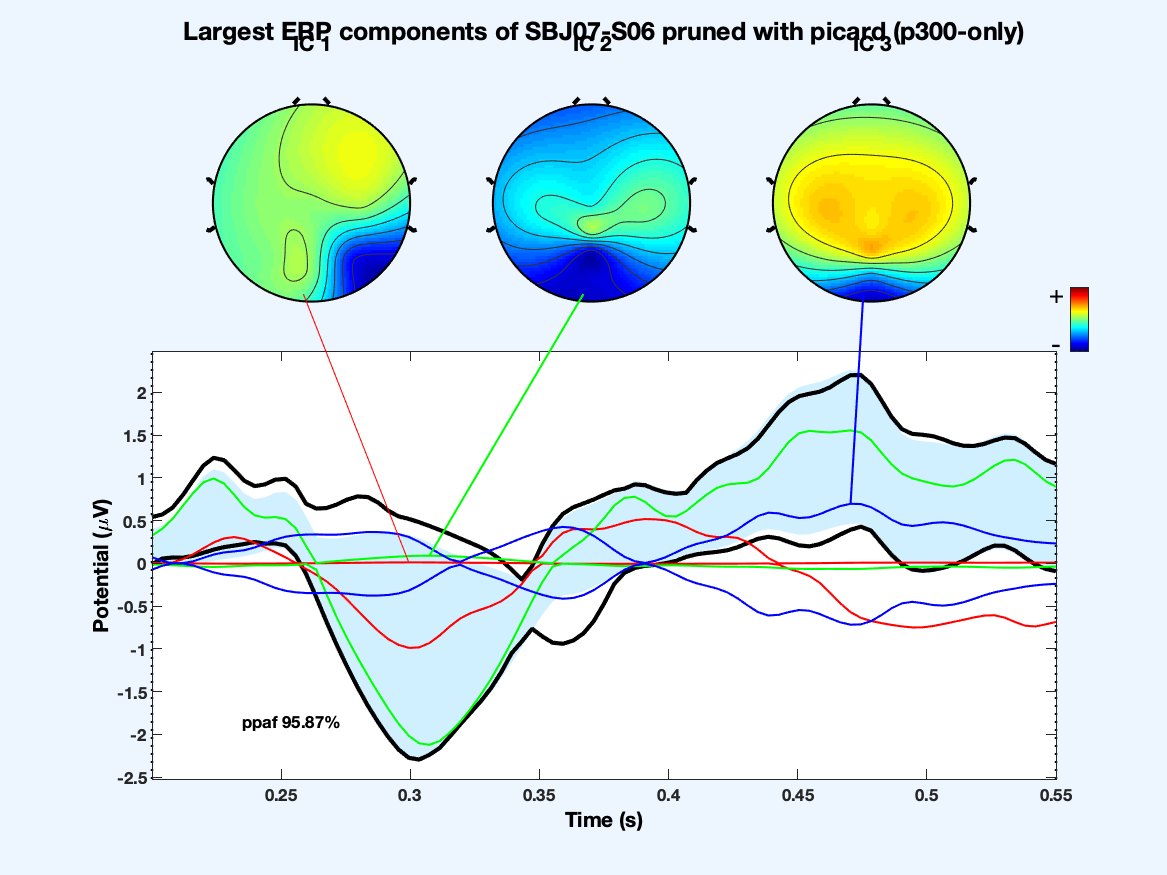 Largest ERP components of SBJ07-S06 pruned with picard (p300-only)
IC 1
IC 2
IC 3
+
-
2
1.5
1
0.5
0
-0.5
-1
-1.5
-2
-2.5
Potential (μV)
ppaf 95.87%
0.25
0.3
0.35
0.4
0.45
0.5
0.55
Time (s)